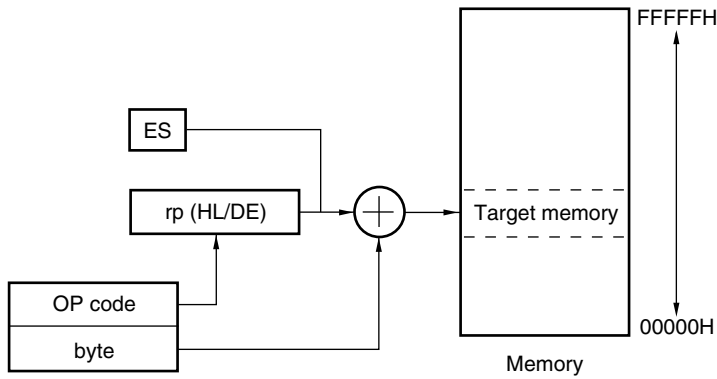 FFFFFH
ES
rp (HL/DE)
Target memory
OP code
byte
00000H
Memory